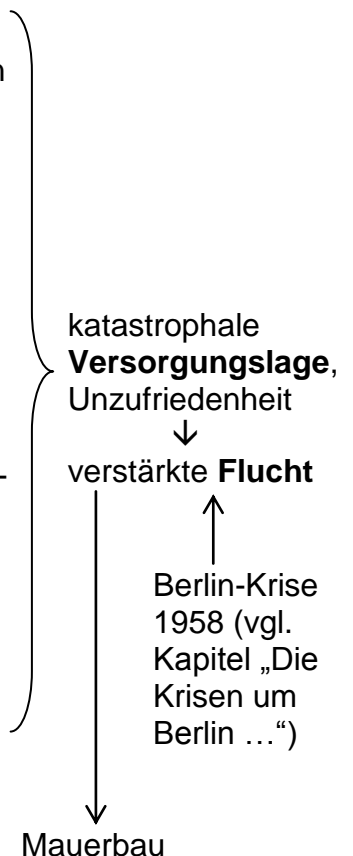 n
katastrophale
Versorgungslage,
Unzufriedenheit
verstärkte Flucht
-
Berlin-Krise
1958 (vgl.
Kapitel „Die
Krisen um
Berlin …“)
Mauerbau